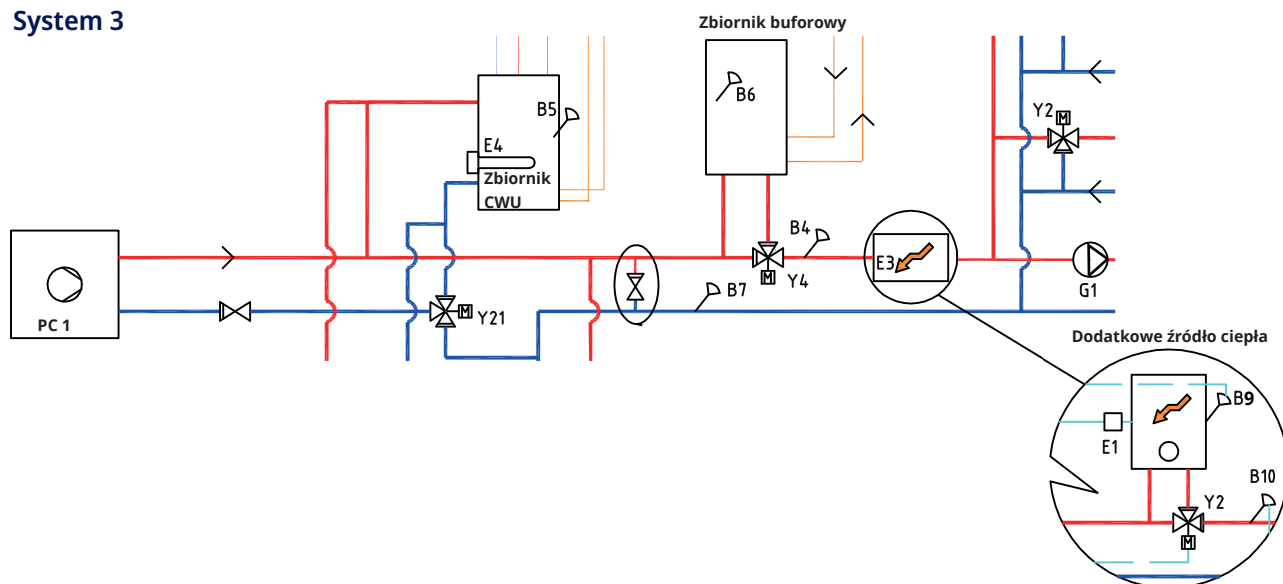 System 3
Zbiornik buforowy
B5
E4
Zbiornik
CWU
B6
Y2
M
PC 1
M
Y21
B7
M
Y4
B4
E3
G1
Dodatkowe źródło ciepła
B9
E1
B10
Y2
M